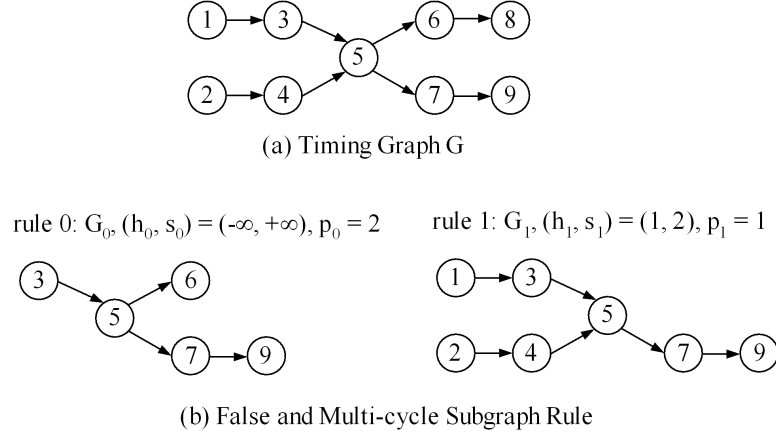 1 3 6 8
5
2 4 7 9
(a) Timing Graph G
rule 0: G₀, (h₀, s₀) = (-∞, +∞), p₀ = 2
rule 1: G₁, (h₁, s₁) = (1, 2), p₁ = 1
3 6
5
7 9
1 3
5
2 4 7 9
(b) False and Multi-cycle Subgraph Rule